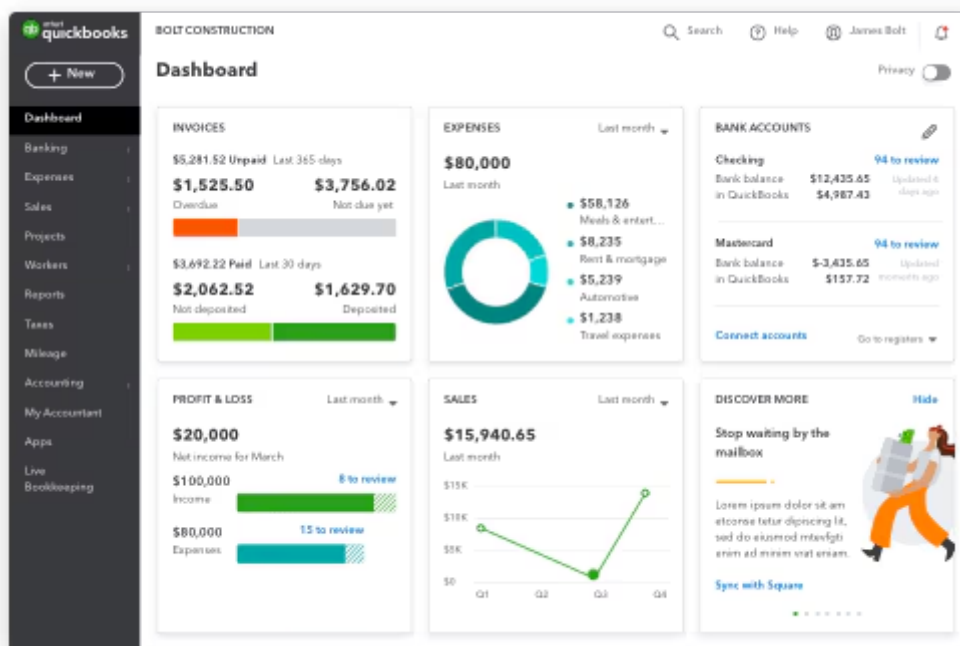 intuit
quickbooks
+ New
Dashboard
Banking
Expenses
Sales
Projects
Workers
Reports
Taxes
Mileage
Accounting
My Accountant
Apps
Live
Bookkeeping
BOLT CONSTRUCTION
Search
Help
James Bolt
Dashboard
Privacy
INVOICES
$5,281.52 Unpaid Last 365 days
$1,525.50 $3,756.02
Overdue Not due yet
$3,692.22 Paid Last 30 days
$2,062.52 $1,629.70
Not deposited Deposited
EXPENSES Last month
$80,000
Last month
$58,126
Meals & entert...
$8,235
Rent & mortgage
$5,239
Automotive
$1,238
Travel expenses
BANK ACCOUNTS
Checking 94 to review
Bank balance $12,435.65 Updated 4
in QuickBooks $4,987.43 days ago
Mastercard 94 to review
Bank balance $-3,435.65 Updated
in QuickBooks $157.72 moments ago
Connect accounts Go to registers
PROFIT & LOSS Last month
$20,000
Net income for March
$100,000 8 to review
Income
$80,000 15 to review
Expenses
SALES Last month
$15,940.65
Last month
$15K
$10K
$5K
$0
Q1 Q2 Q3 Q4
DISCOVER MORE Hide
Stop waiting by the
mailbox
Lorem ipsum dolor sit am
etconse tetur dipiscing lit,
sed do eiusmod mtevfgti
enim ad minim vrat eniam.
Sync with Square